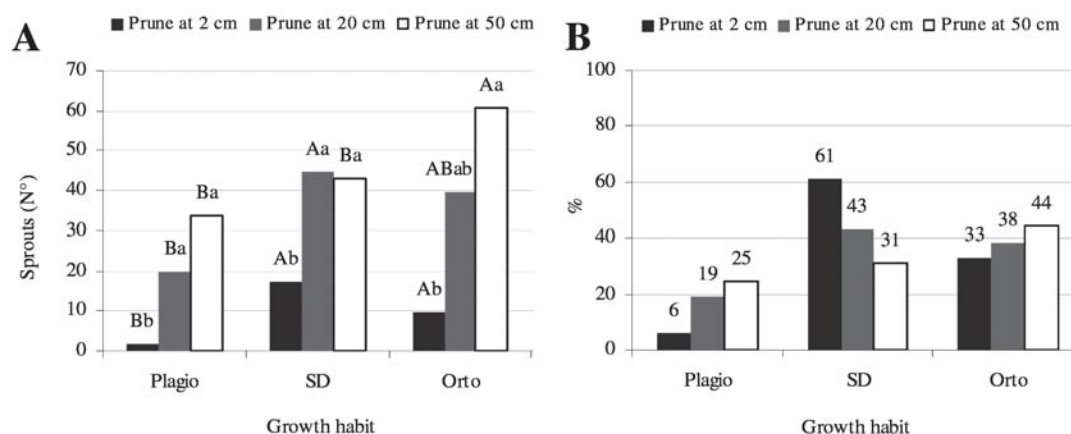 A
■ Prune at 2 cm ■ Prune at 20 cm □ Prune at 50 cm
Sprouts (N°)
70
60
50
40
30
20
10
0
Bb
Ba
Ba
Ab
Aa
Ba
Ab
ABab
Aa
Plagio SD Orto
Growth habit
B
■ Prune at 2 cm ■ Prune at 20 cm □ Prune at 50 cm
%
100
80
60
40
20
0
6
19
25
61
43
31
33
38
44
Plagio SD Orto
Growth habit